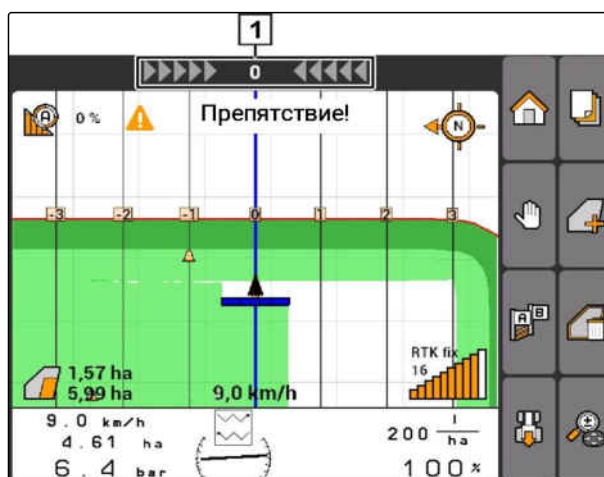 1
0
A 0 %
Препятствие!
N
-3 -2 -1 0 1 2 3
A B
1,57 ha
5,99 ha
9,0 km/h
RTK fix
16
9.0 km/h
4.61 ha
6.4 bar
200 l/ha
100 %